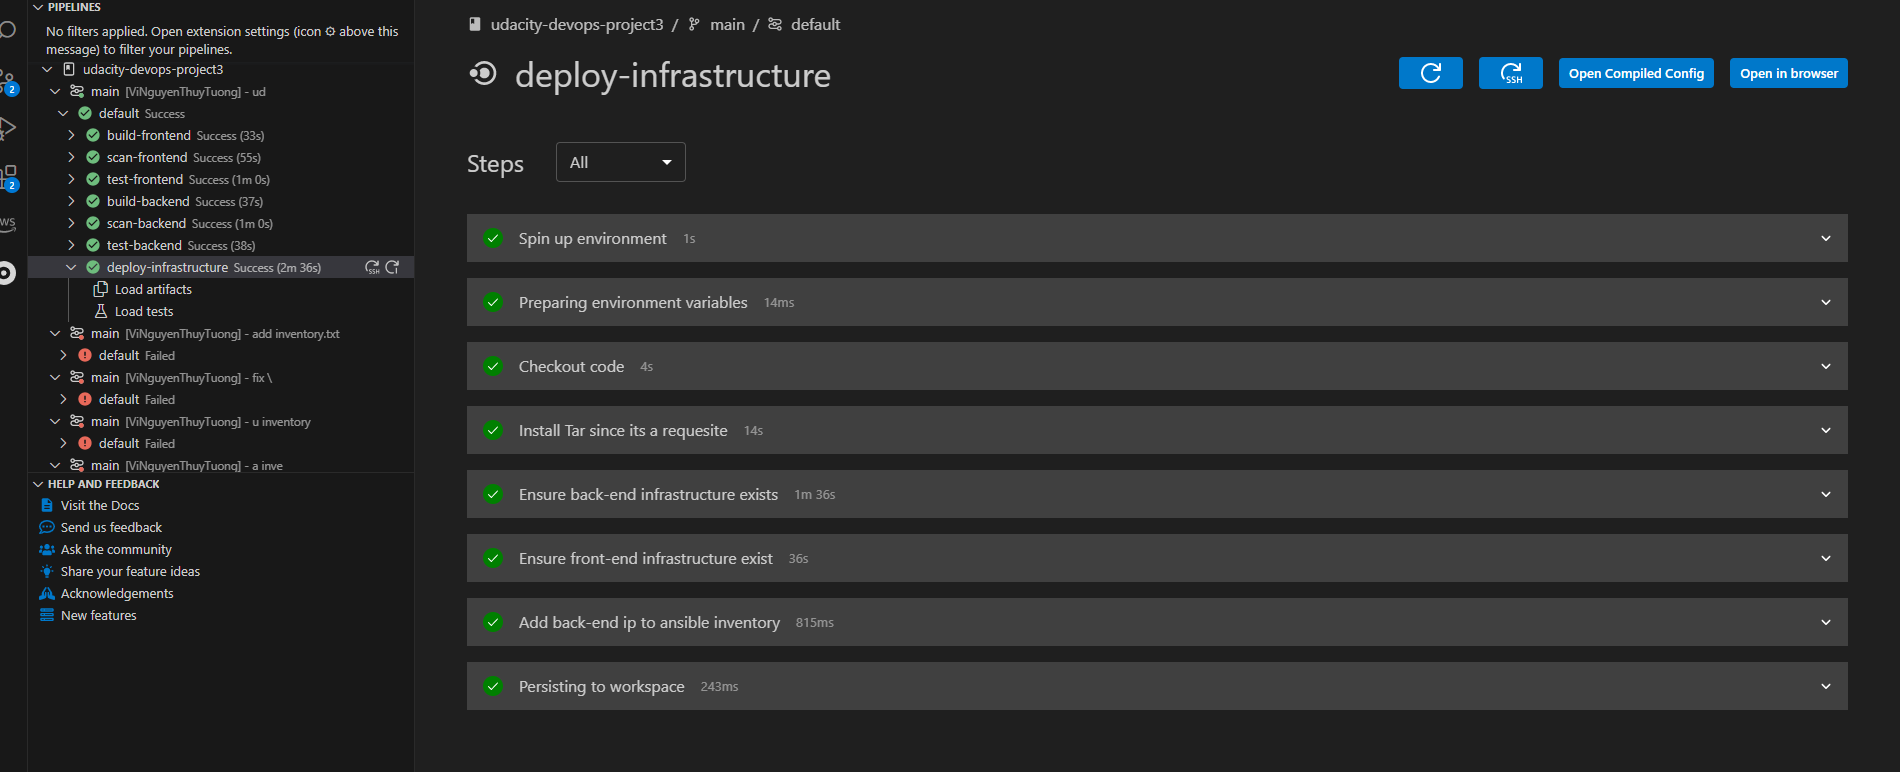 PIPELINES
No filters applied. Open extension settings (icon ⚙ above this
message) to filter your pipelines.
udacity-devops-project3
main [ViNguyenThuyTuong] - ud
default Success
build-frontend Success (33s)
scan-frontend Success (55s)
test-frontend Success (1m 0s)
build-backend Success (37s)
scan-backend Success (1m 0s)
test-backend Success (38s)
deploy-infrastructure Success (2m 36s)
SSH
Load artifacts
Load tests
main [ViNguyenThuyTuong] - add inventory.txt
default Failed
main [ViNguyenThuyTuong] - fix \
default Failed
main [ViNguyenThuyTuong] - u inventory
default Failed
main [ViNguyenThuyTuong] - a inve
HELP AND FEEDBACK
Visit the Docs
Send us feedback
Ask the community
Share your feature ideas
Acknowledgements
New features
2
2
udacity-devops-project3 / main / default
deploy-infrastructure
SSH
Open Compiled Config
Open in browser
Steps All
Spin up environment 1s
Preparing environment variables 14ms
Checkout code 4s
Install Tar since its a requesite 14s
Ensure back-end infrastructure exists 1m 36s
Ensure front-end infrastructure exist 36s
Add back-end ip to ansible inventory 815ms
Persisting to workspace 243ms